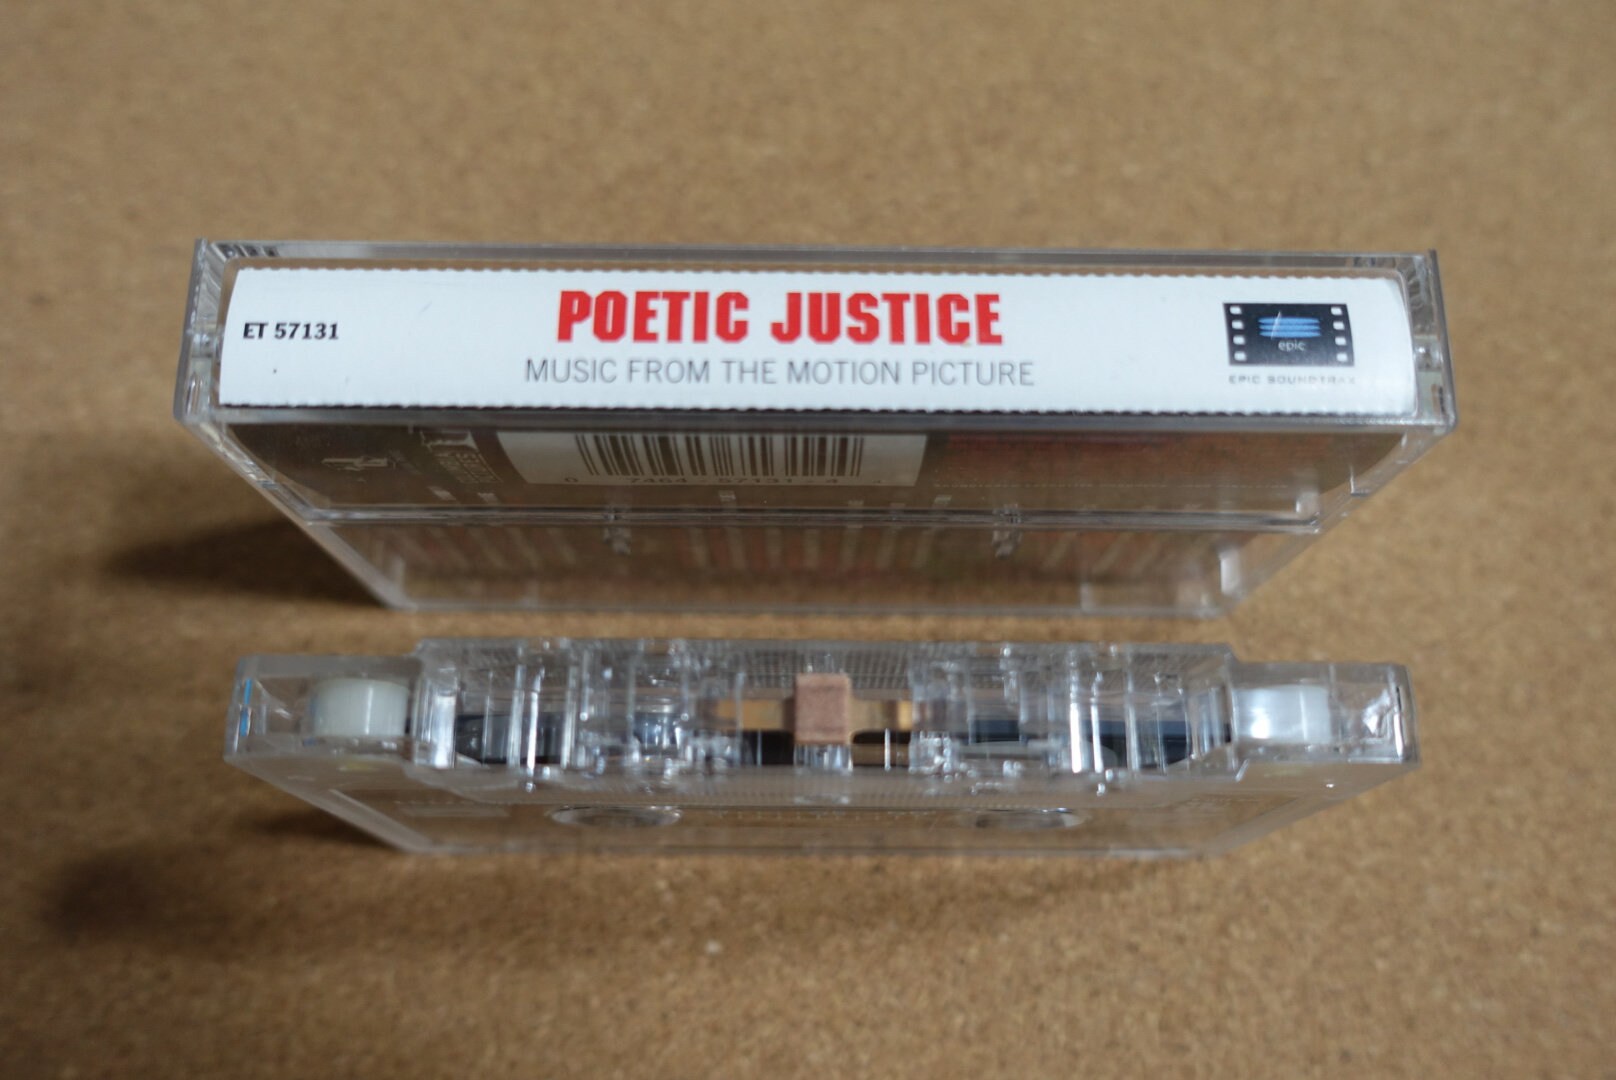 ET 57131
POETIC JUSTICE
MUSIC FROM THE MOTION PICTURE
epic
EPIC SOUNDTRAX